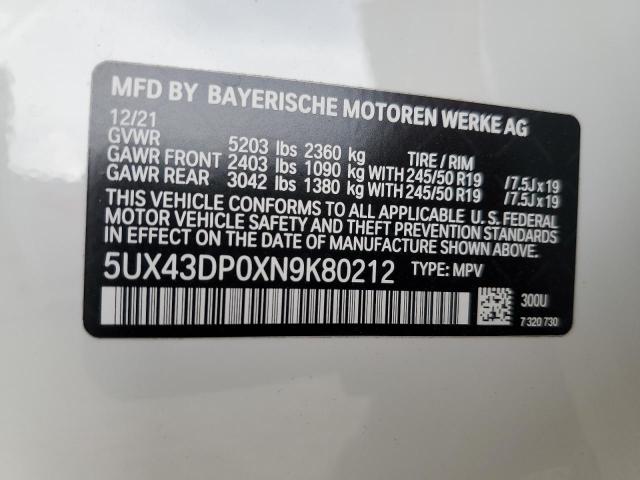 MFD BY BAYERISCHE MOTOREN WERKE AG
12/21
GVWR 5203 lbs 2360 kg TIRE / RIM
GAWR FRONT 2403 lbs 1090 kg WITH 245/50 R19 /7.5J x 19
GAWR REAR 3042 lbs 1380 kg WITH 245/50 R19 /7.5J x 19
THIS VEHICLE CONFORMS TO ALL APPLICABLE U. S. FEDERAL
MOTOR VEHICLE SAFETY AND THEFT PREVENTION
STANDARDS IN EFFECT ON THE DATE OF MFR SHOWN ABOVE
5UX43DP0XN9K80212 TYPE: MPV
300U
7 320 730